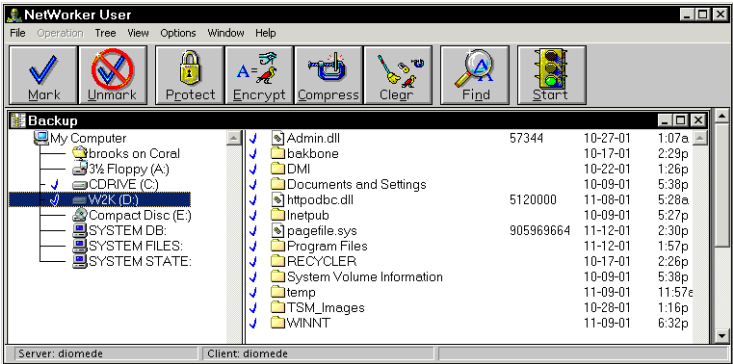 NetWorker User
File Operation Tree View Options Window Help
Mark Unmark Protect Encrypt Compress Clear Find Start
Backup
My Computer
brooks on Coral
3½ Floppy (A:)
CDRIVE (C:)
W2K (D:)
Compact Disc (E:)
SYSTEM DB:
SYSTEM FILES:
SYSTEM STATE:
Admin.dll 57344 10-27-01 1:07a
bakbone 10-17-01 2:29p
DMI 10-22-01 1:26p
Documents and Settings 10-09-01 5:38p
httpodbc.dll 5120000 11-08-01 5:28a
Inetpub 10-09-01 5:27p
pagefile.sys 905969664 11-12-01 2:30p
Program Files 11-12-01 1:57p
RECYCLER 10-17-01 2:26p
System Volume Information 10-09-01 5:38p
temp 11-09-01 11:57a
TSM_Images 10-28-01 1:16p
WINNT 11-09-01 6:32p
Server: diomede Client: diomede